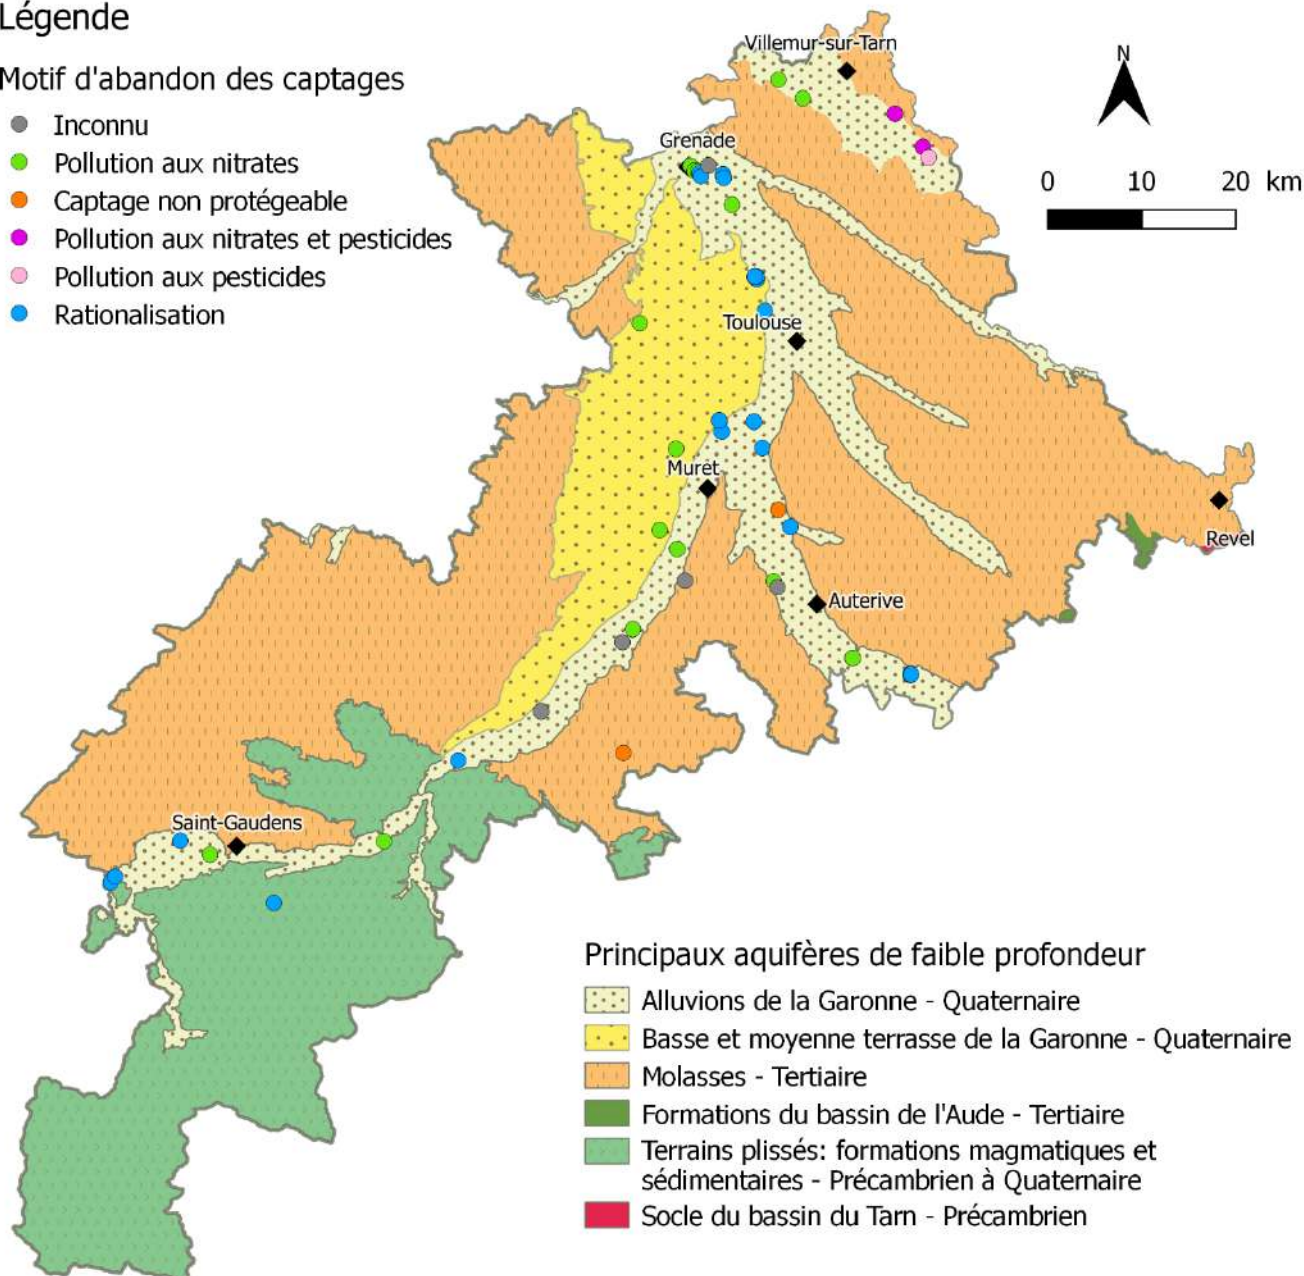 Légende
Motif d'abandon des captages
Inconnu
Pollution aux nitrates
Captage non protégeable
Pollution aux nitrates et pesticides
Pollution aux pesticides
Rationalisation
Villemur-sur-Tarn
N
Grenade
0 10 20 km
Toulouse
Muret
Revel
Auterive
Saint-Gaudens
Principaux aquifères de faible profondeur
Alluvions de la Garonne - Quaternaire
Basse et moyenne terrasse de la Garonne - Quaternaire
Molasses - Tertiaire
Formations du bassin de l'Aude - Tertiaire
Terrains plissés: formations magmatiques et
sédimentaires - Précambrien à Quaternaire
Socle du bassin du Tarn - Précambrien